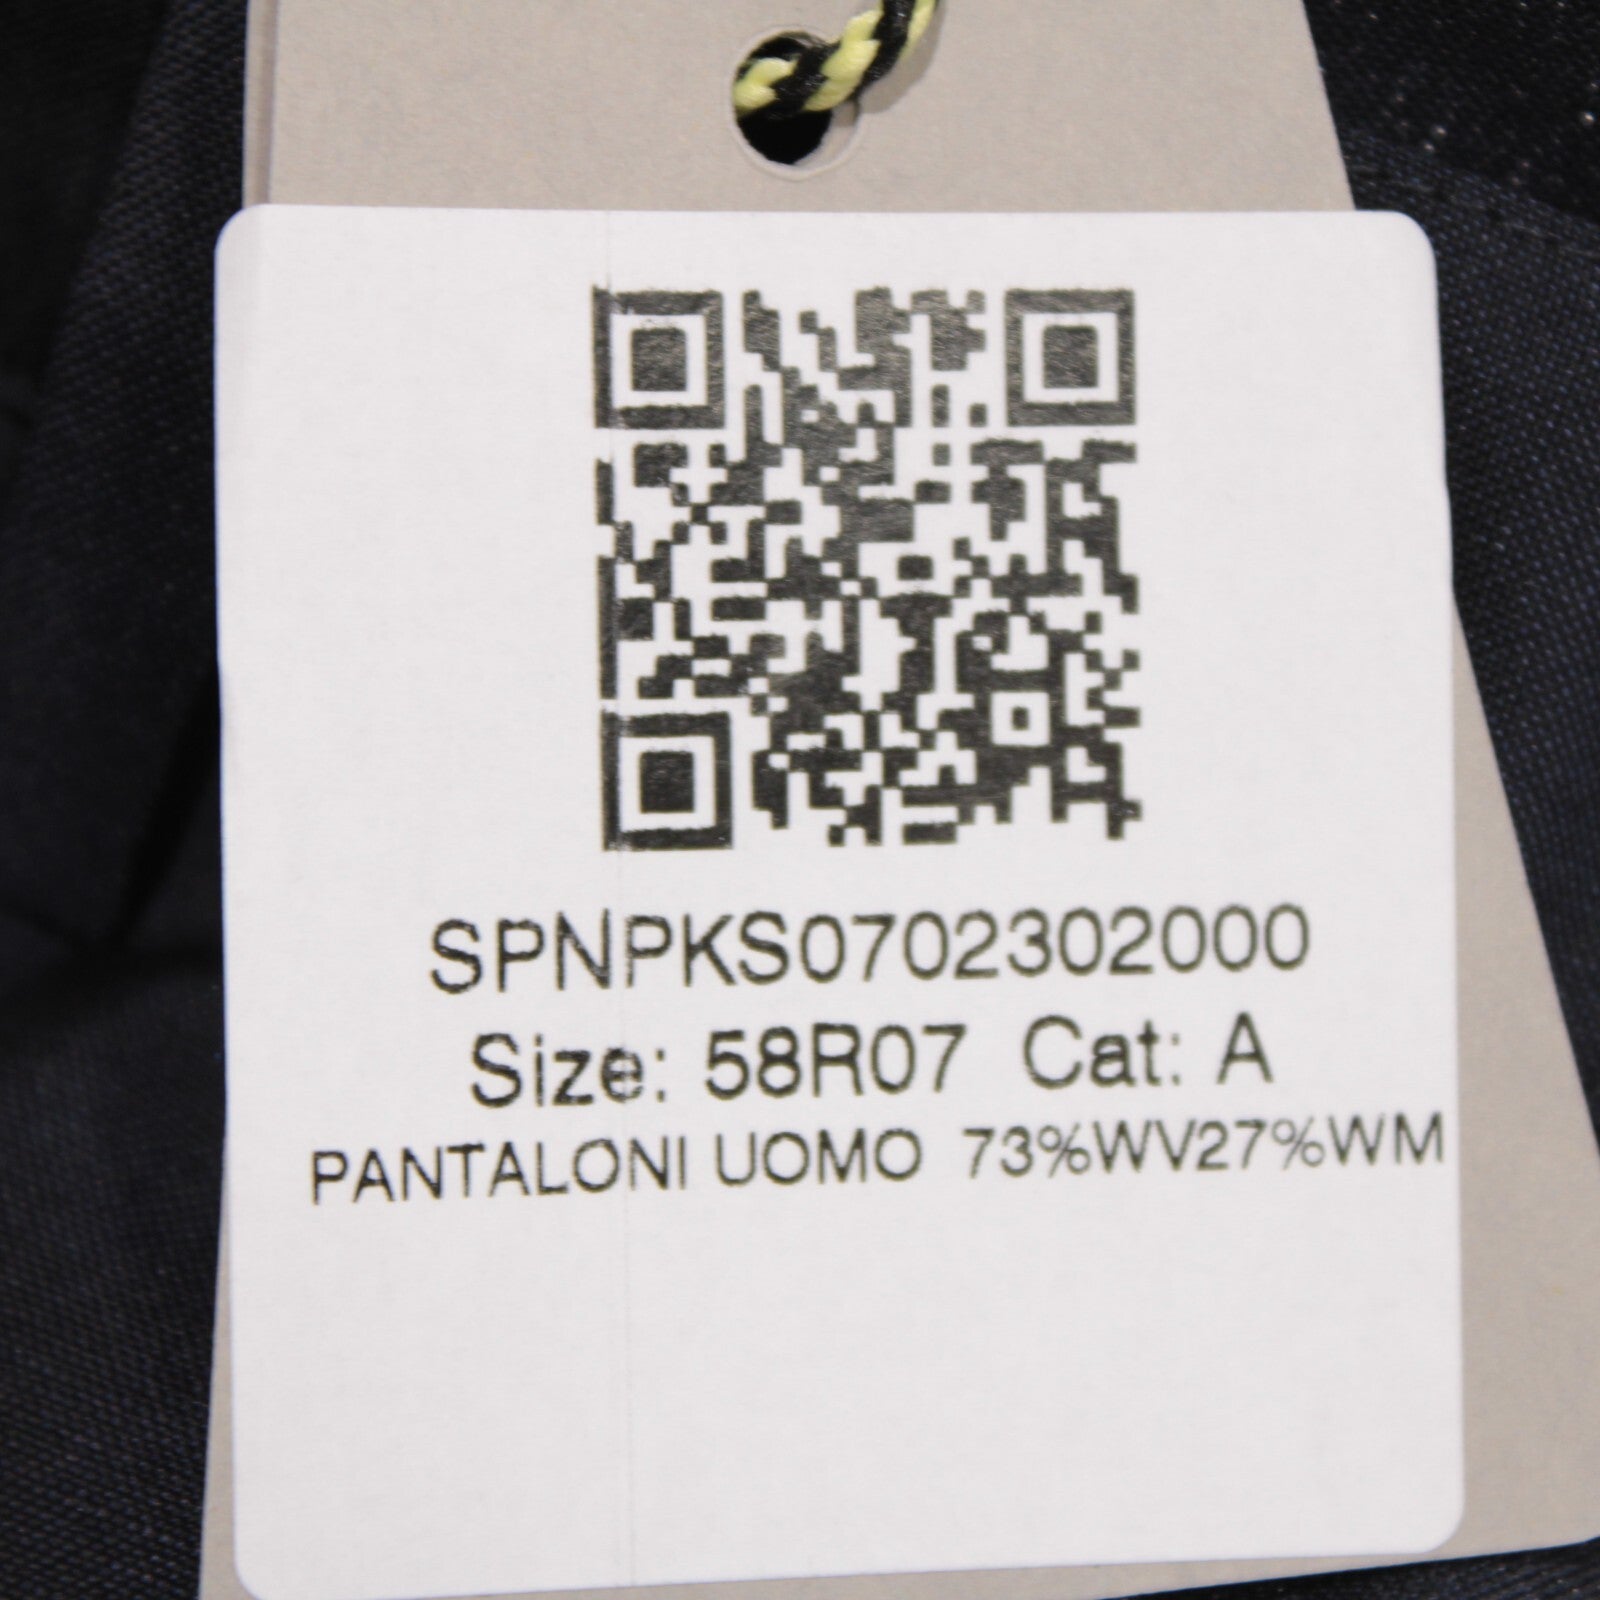 SPNPKS0702302000
Size: 58R07 Cat: A
PANTALONI UOMO 73%WV27%WM